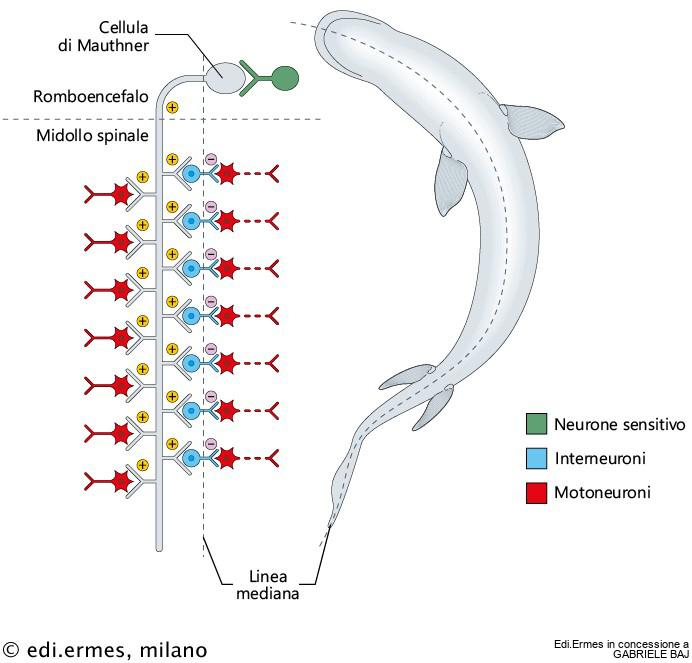 Cellula
di Mauthner
Romboencefalo
Midollo spinale
Neurone sensitivo
Interneuroni
Motoneuroni
Linea
mediana
© edi.ermes, milano
Edi.Ermes in concessione a
GABRIELE BAJ